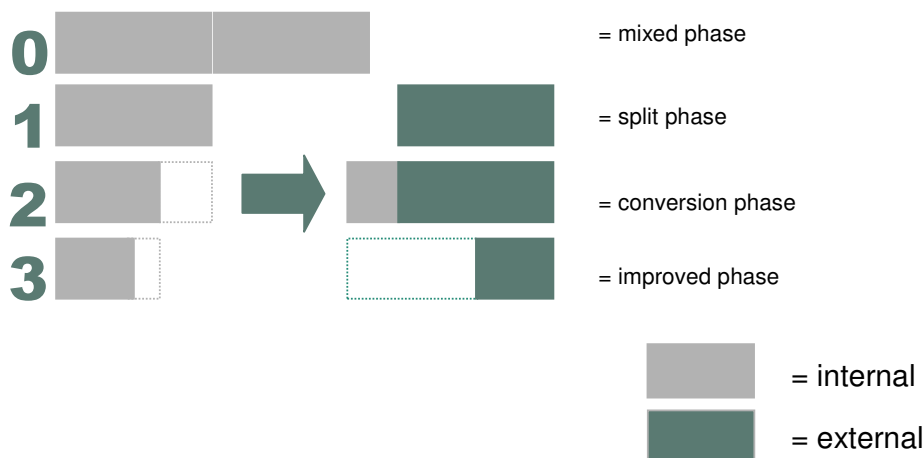 0 = mixed phase
1 = split phase
2 = conversion phase
3 = improved phase
= internal
= external